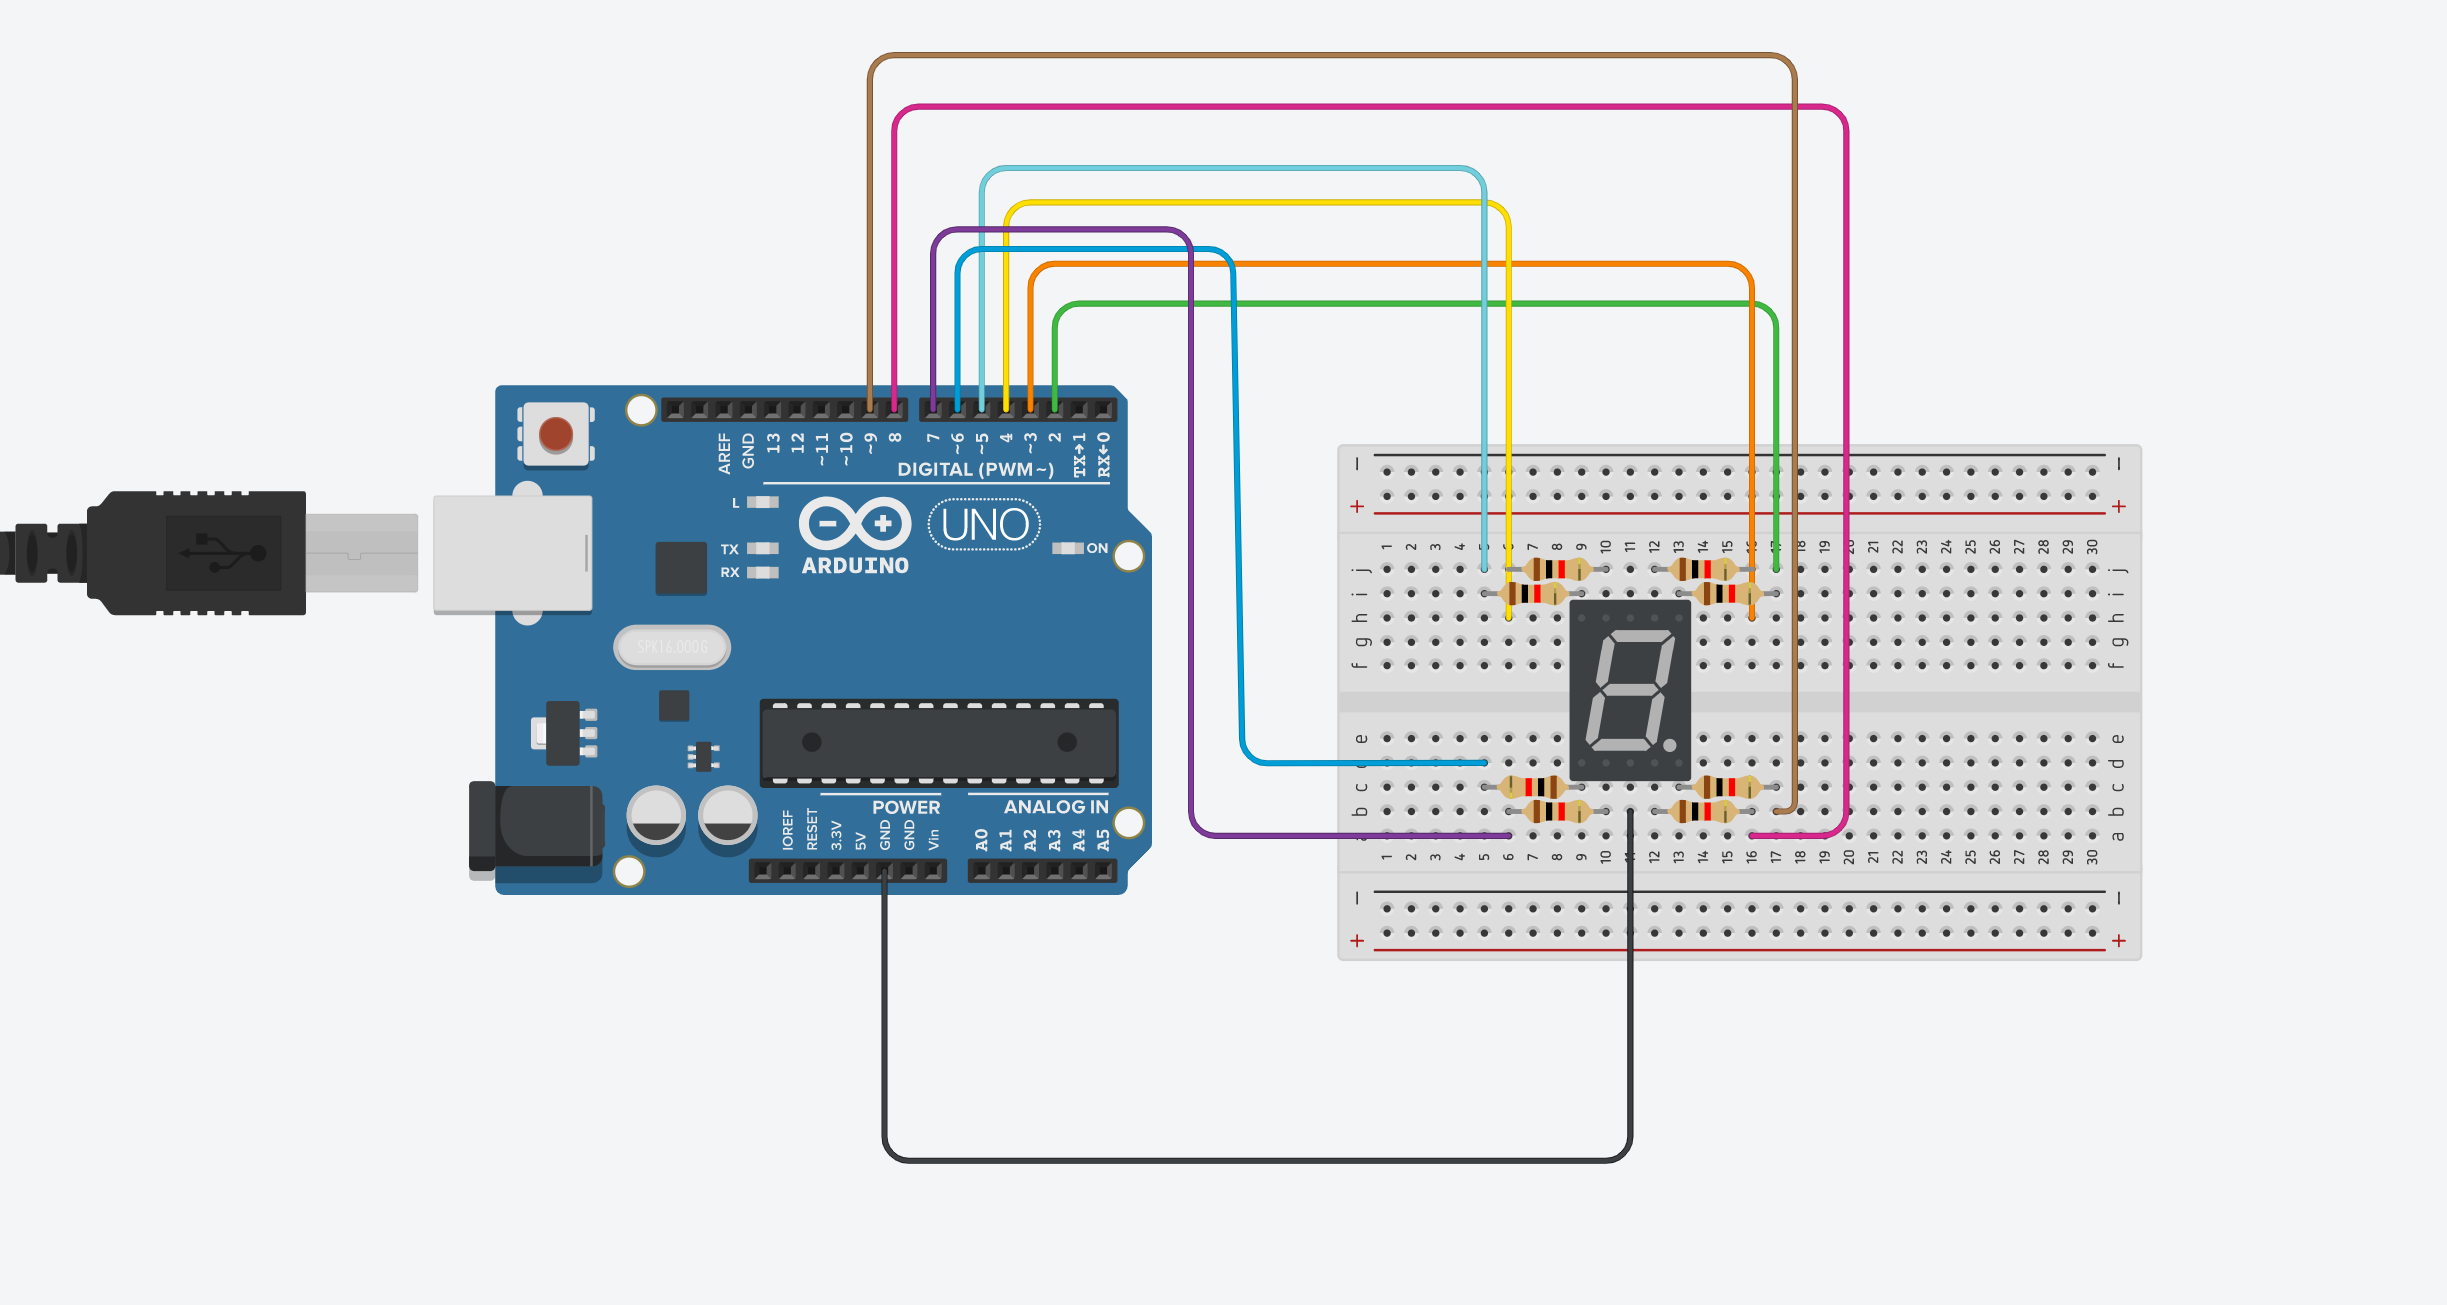 AREF
GND
13
12
~11
~10
~9
8
7
~6
~5
4
~3
2
TX→1
RX←0
DIGITAL (PWM ~)
L
TX
RX
ARDUINO
UNO
ON
SPK16.000G
POWER
ANALOG IN
IOREF
RESET
3.3V
5V
GND
GND
Vin
A0
A1
A2
A3
A4
A5
− −
+ +
1 2 3 4 5 6 7 8 9 10 11 12 13 14 15 16 17 18 19 20 21 22 23 24 25 26 27 28 29 30
j j
i i
h h
g g
f f
e e
d d
c c
b b
a a
1 2 3 4 5 6 7 8 9 10 11 12 13 14 15 16 17 18 19 20 21 22 23 24 25 26 27 28 29 30
− −
+ +